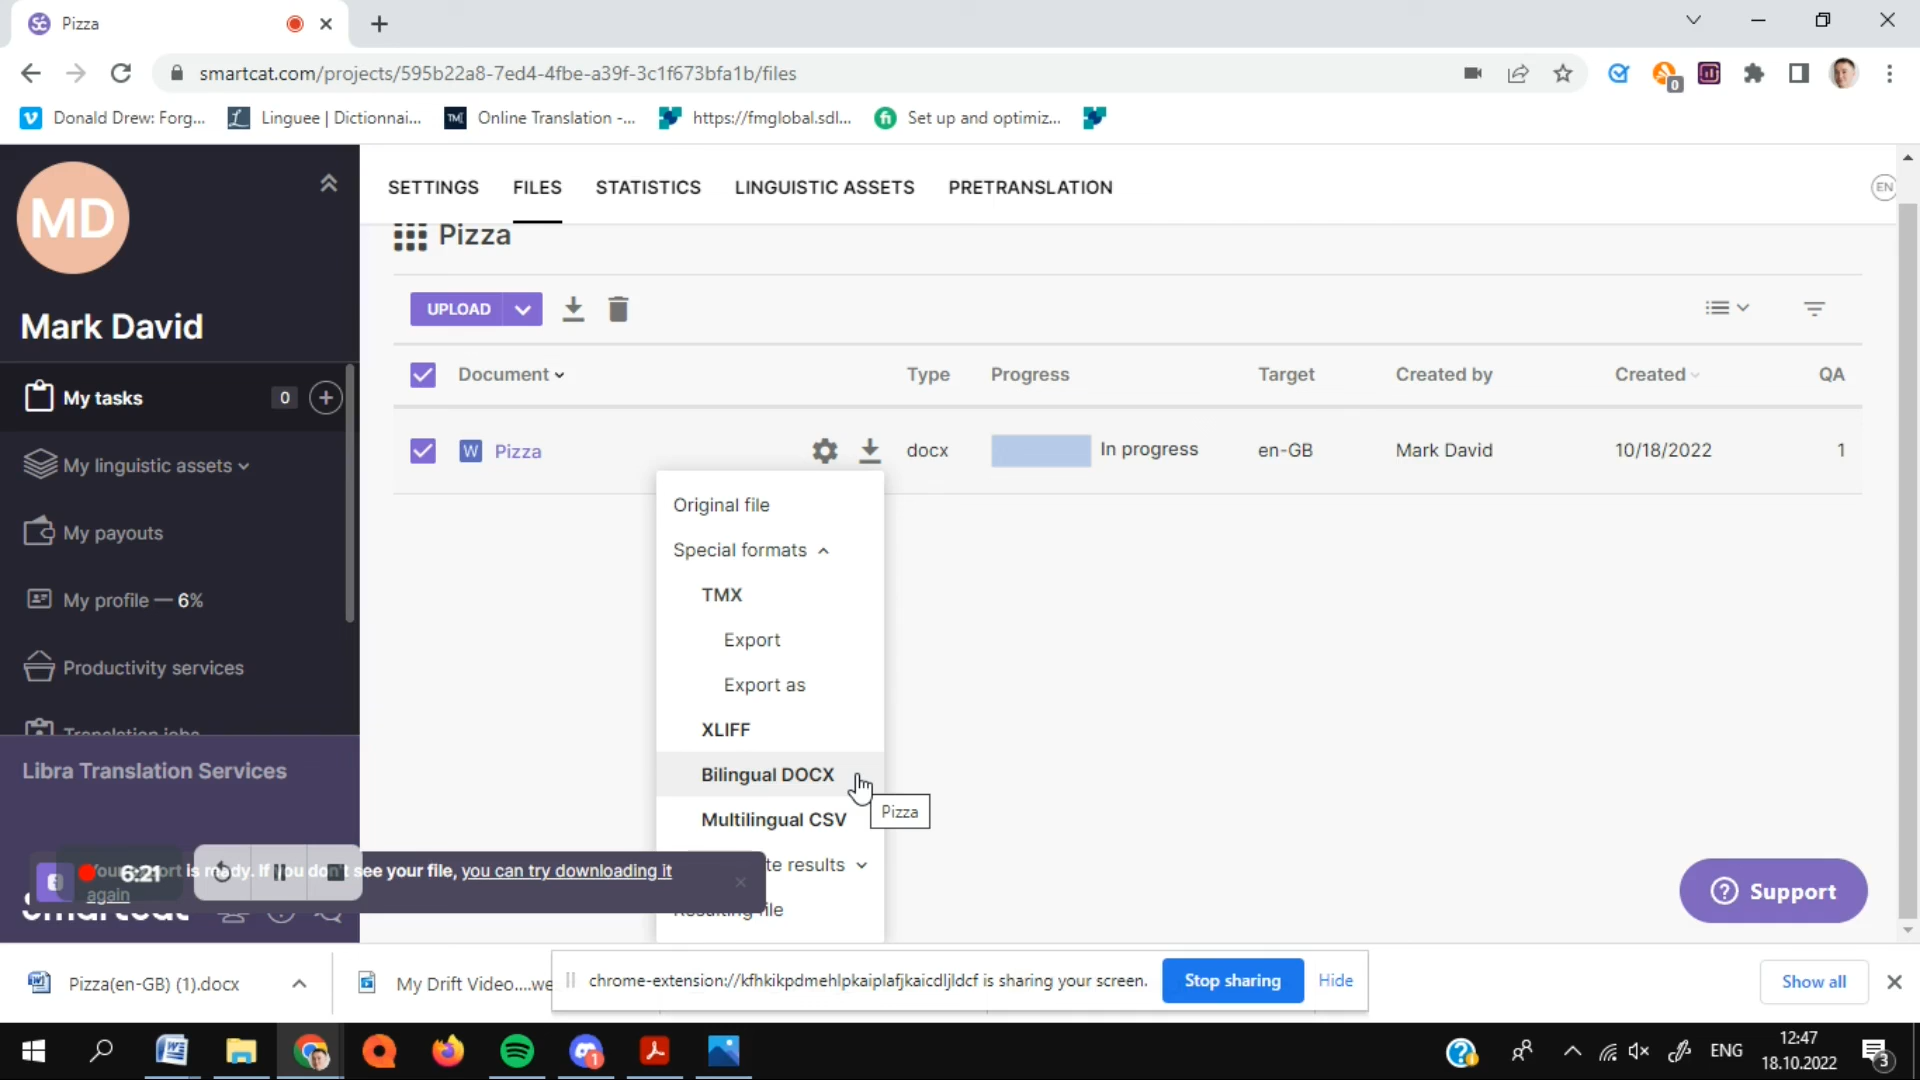 Pizza
smartcat.com/projects/595b22a8-7ed4-4fbe-a39f-3c1f673bfa1b/files
0
Donald Drew: Forg... Linguee | Dictionnai... TM Online Translation -... https://fmglobal.sdl... fi Set up and optimiz...
MD
SETTINGS FILES STATISTICS LINGUISTIC ASSETS PRETRANSLATION EN
Pizza
Mark David
UPLOAD
Document Type Progress Target Created by Created QA
My tasks 0
W Pizza docx In progress en-GB Mark David 10/18/2022 1
My linguistic assets
My payouts
My profile — 6%
Productivity services
Translation jobs
Original file
Special formats
TMX
Export
Export as
XLIFF
Bilingual DOCX
Pizza
Multilingual CSV
te results
Libra Translation Services
6:21
is ready. If you don't see your file, you can try downloading it
again
smartcat
file
Support
Pizza(en-GB) (1).docx My Drift Video....we
chrome-extension://kfhkikpdmehlpkaiplafjkaicdljldcf is sharing your screen. Stop sharing Hide
Show all
1
ENG
12:47
18.10.2022
3